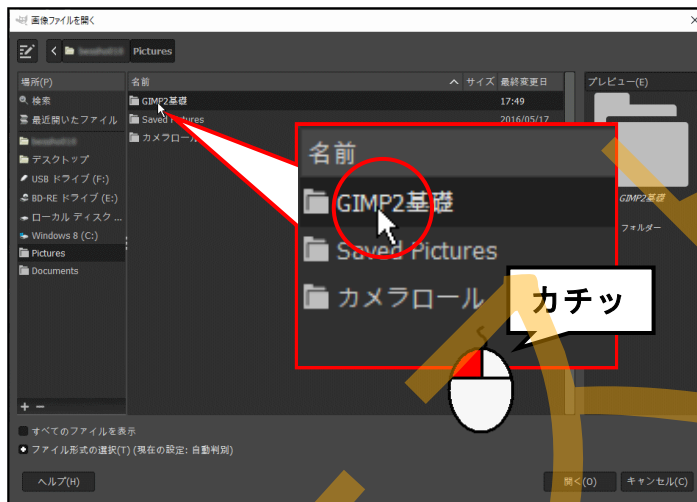 画像ファイルを開く
Pictures
場所(P)
名前
サイズ
最終変更日
プレビュー(E)
検索
最近開いたファイル
デスクトップ
USB ドライブ (F:)
BD-RE ドライブ (E:)
ローカル ディスク ...
Windows 8 (C:)
Pictures
Documents
GIMP2基礎
17:49
Saved Pictures
2016/05/17
カメラロール
名前
GIMP2基礎
Saved Pictures
カメラロール
カチッ
GIMP2基礎
フォルダー
すべてのファイルを表示
ファイル形式の選択(T) (現在の設定: 自動判別)
ヘルプ(H)
開く(O)
キャンセル(C)